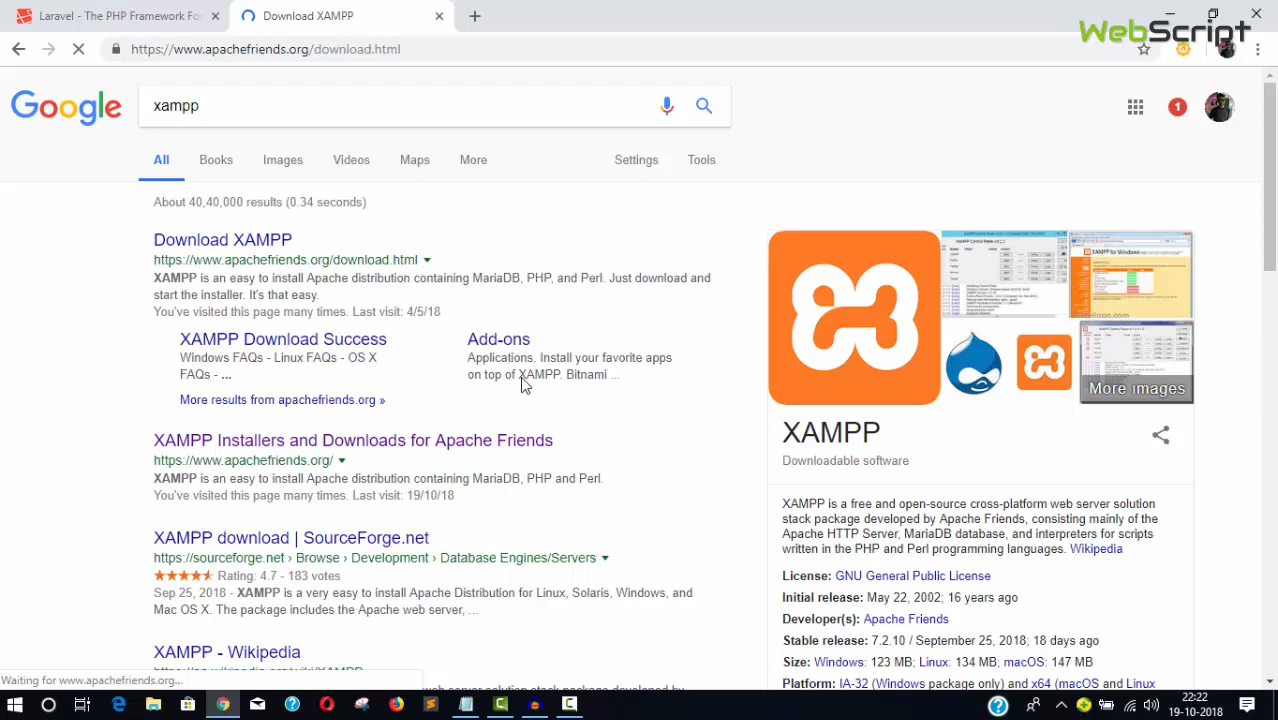 Laravel - The PHP Framework Fo
Download XAMPP
WebScript
https://www.apachefriends.org/download.html
Google
xampp
1
All
Books
Images
Videos
Maps
More
Settings
Tools
About 40,40,000 results (0.34 seconds)
Download XAMPP
https://www.apachefriends.org/download.html
XAMPP is an easy to install Apache distribution containing MariaDB, PHP, and Perl. Just download and
start the installer. It's that easy.
You've visited this page many times. Last visit: 4/5/18
XAMPP Download Success
Windows FAQs - Linux FAQs - OS X
FAQs - ...
Add-ons
Applications. Install your favorite apps
on top of XAMPP. Bitnami ...
More results from apachefriends.org »
XAMPP Installers and Downloads for Apache Friends
https://www.apachefriends.org/
XAMPP is an easy to install Apache distribution containing MariaDB, PHP and Perl.
You've visited this page many times. Last visit: 19/10/18
XAMPP download | SourceForge.net
https://sourceforge.net › Browse › Development › Database Engines/Servers
Rating: 4.7 - 183 votes
Sep 25, 2018 - XAMPP is a very easy to install Apache Distribution for Linux, Solaris, Windows, and
Mac OS X. The package includes the Apache web server, ...
XAMPP - Wikipedia
More images
XAMPP
Downloadable software
XAMPP is a free and open-source cross-platform web server solution
stack package developed by Apache Friends, consisting mainly of the
Apache HTTP Server, MariaDB database, and interpreters for scripts
written in the PHP and Perl programming languages. Wikipedia
License: GNU General Public License
Initial release: May 22, 2002; 16 years ago
Developer(s): Apache Friends
Stable release: 7.2.10 / September 25, 2018; 18 days ago
Size: Windows: 123 MB; Linux: 134 MB; macOS: 147 MB
Platform: IA-32 (Windows package only) and x64 (macOS and Linux
Waiting for www.apachefriends.org...
22:22
19-10-2018